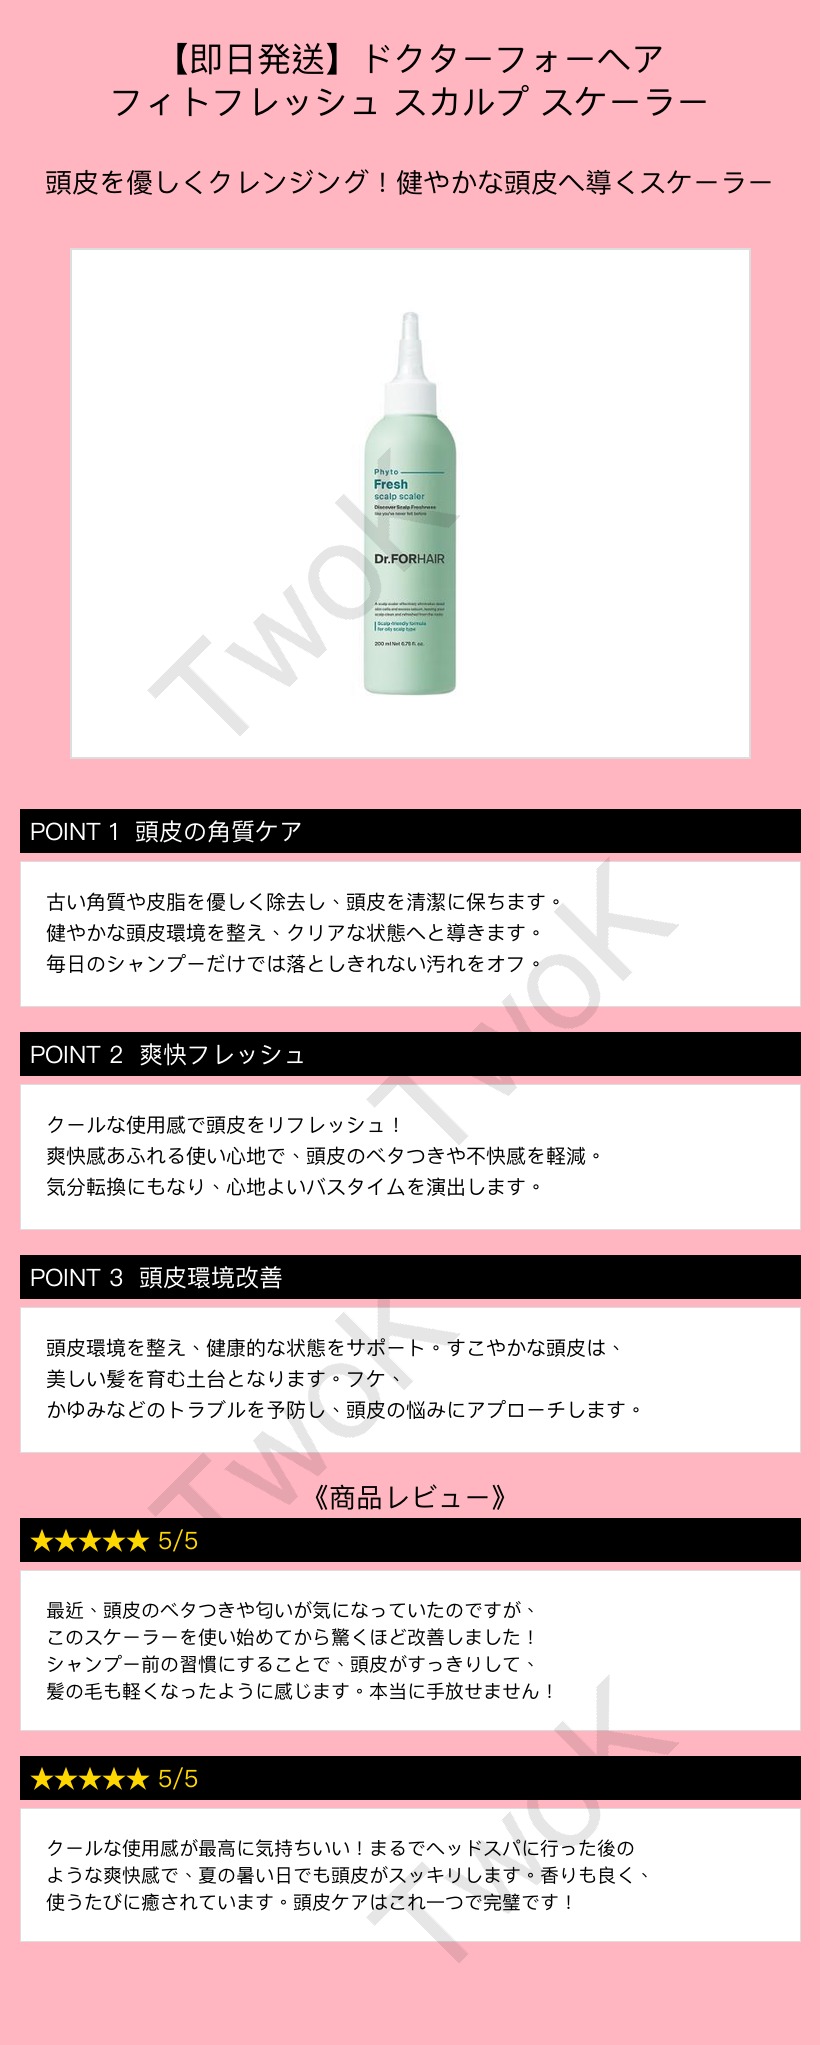 【即日発送】ドクターフォーヘア
フィトフレッシュ スカルプ スケーラー
頭皮を優しくクレンジング！健やかな頭皮へ導くスケーラー
Phyto
Fresh
scalp scaler
Discover Scalp Freshness
like you've never felt before
Dr.FORHAIR
A scalp scaler effectively eliminates dead
skin cells and excess sebum, leaving your
scalp clean and refreshed from the roots.
Scalp-friendly formula
for oily scalp type
200 ml Net 6.76 fl. oz.
TwoK
POINT 1 頭皮の角質ケア
古い角質や皮脂を優しく除去し、頭皮を清潔に保ちます。
健やかな頭皮環境を整え、クリアな状態へと導きます。
毎日のシャンプーだけでは落としきれない汚れをオフ。
TwoK
POINT 2 爽快フレッシュ
クールな使用感で頭皮をリフレッシュ！
爽快感あふれる使い心地で、頭皮のベタつきや不快感を軽減。
気分転換にもなり、心地よいバスタイムを演出します。
POINT 3 頭皮環境改善
頭皮環境を整え、健康的な状態をサポート。すこやかな頭皮は、
美しい髪を育む土台となります。フケ、
かゆみなどのトラブルを予防し、頭皮の悩みにアプローチします。
TwoK
《商品レビュー》
★★★★★ 5/5
最近、頭皮のベタつきや匂いが気になっていたのですが、
このスケーラーを使い始めてから驚くほど改善しました！
シャンプー前の習慣にすることで、頭皮がすっきりして、
髪の毛も軽くなったように感じます。本当に手放せません！
★★★★★ 5/5
クールな使用感が最高に気持ちいい！まるでヘッドスパに行った後の
ような爽快感で、夏の暑い日でも頭皮がスッキリします。香りも良く、
使うたびに癒されています。頭皮ケアはこれ一つで完璧です！
TwoK